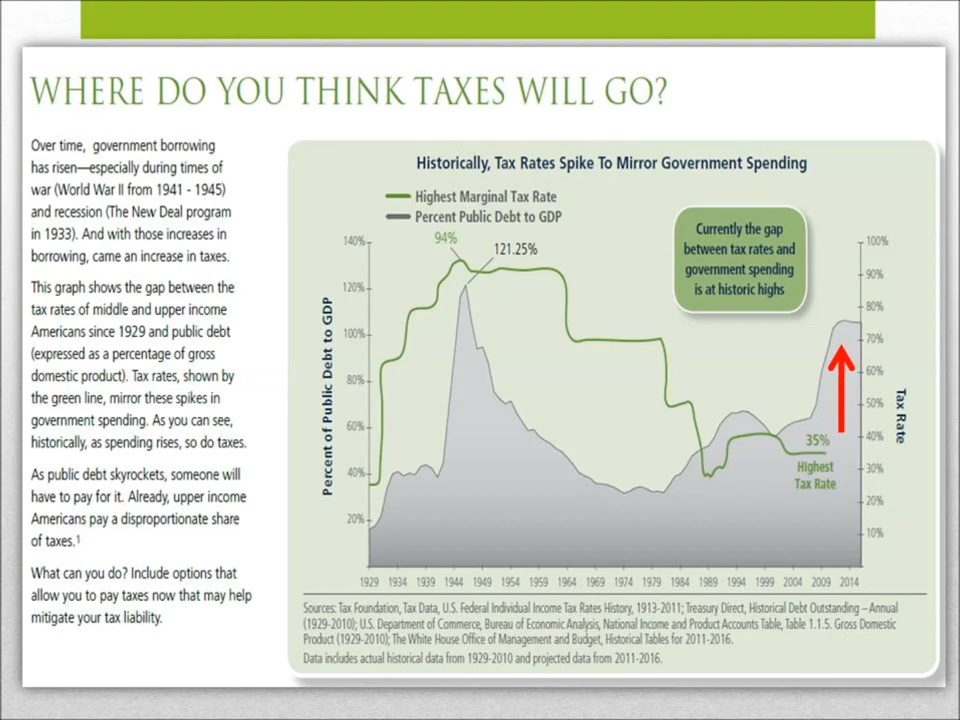 WHERE DO YOU THINK TAXES WILL GO?
Over time, government borrowing
has risen—especially during times of
war (World War II from 1941 - 1945)
and recession (The New Deal program
in 1933). And with those increases in
borrowing, came an increase in taxes.
This graph shows the gap between the
tax rates of middle and upper income
Americans since 1929 and public debt
(expressed as a percentage of gross
domestic product). Tax rates, shown by
the green line, mirror these spikes in
government spending. As you can see,
historically, as spending rises, so do taxes.
As public debt skyrockets, someone will
have to pay for it. Already, upper income
Americans pay a disproportionate share
of taxes.¹
What can you do? Include options that
allow you to pay taxes now that may help
mitigate your tax liability.
Historically, Tax Rates Spike To Mirror Government Spending
Highest Marginal Tax Rate
Percent Public Debt to GDP
Currently the gap
between tax rates and
government spending
is at historic highs
94%
121.25%
35%
Highest
Tax Rate
Percent of Public Debt to GDP
140%
120%
100%
80%
60%
40%
20%
100%
90%
80%
70%
60%
50%
40%
30%
20%
10%
Tax Rate
1929 1934 1939 1944 1949 1954 1959 1964 1969 1974 1979 1984 1989 1994 1999 2004 2009 2014
Sources: Tax Foundation, Tax Data, U.S. Federal Individual Income Tax Rates History, 1913-2011; Treasury Direct, Historical Debt Outstanding – Annual
(1929-2010); U.S. Department of Commerce, Bureau of Economic Analysis, National Income and Product Accounts Table, Table 1.1.5. Gross Domestic
Product (1929-2010); The White House Office of Management and Budget, Historical Tables for 2011-2016.
Data includes actual historical data from 1929-2010 and projected data from 2011-2016.